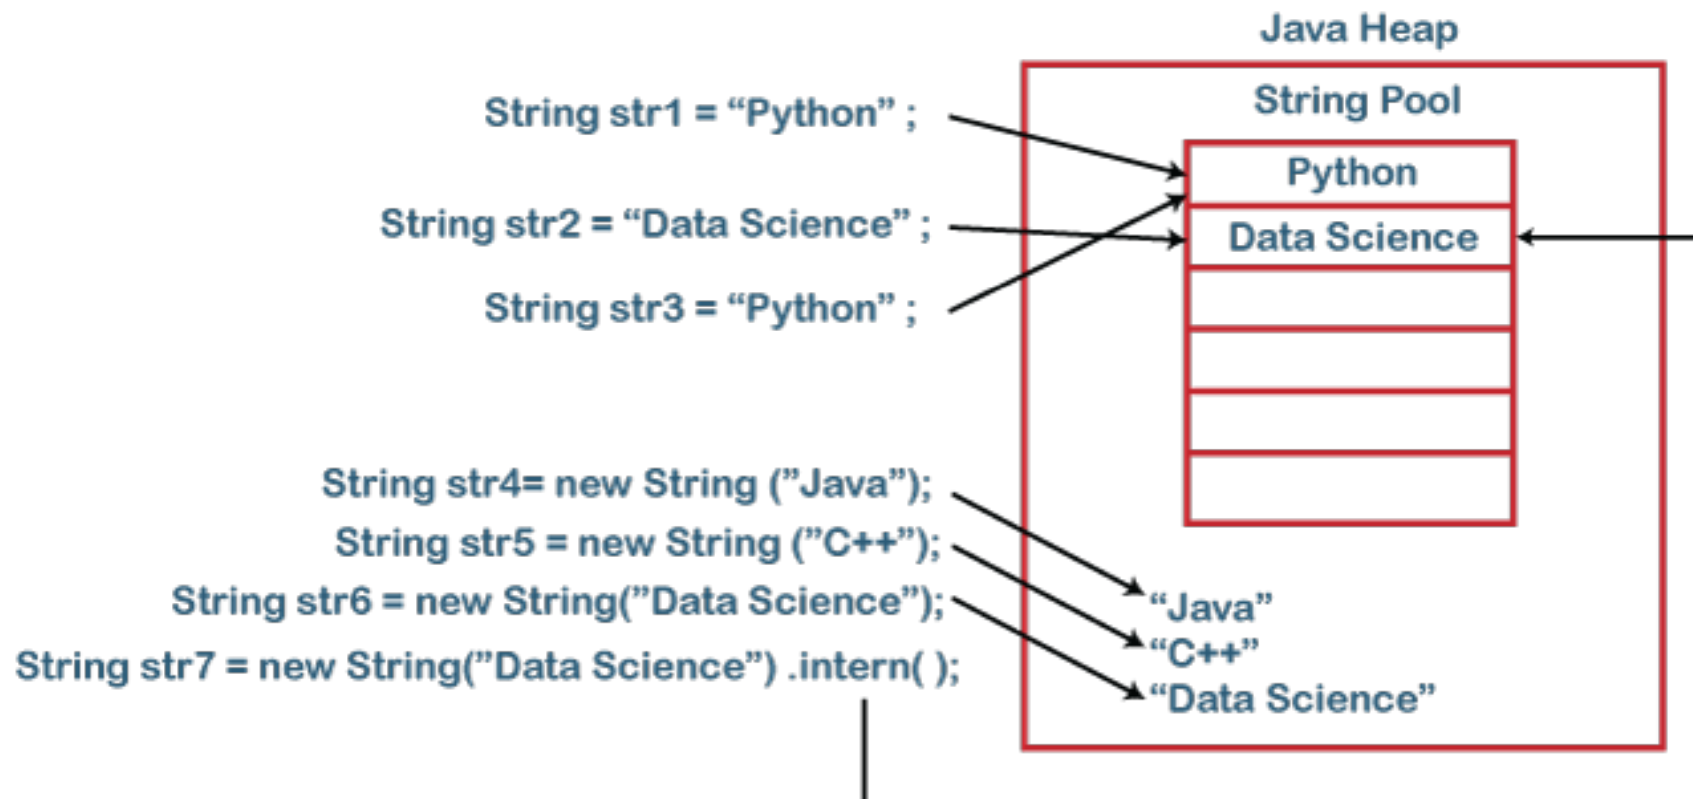 Java Heap
String Pool
String str1 = “Python” ;
Python
String str2 = “Data Science” ;
Data Science
String str3 = “Python” ;
String str4= new String (”Java”);
String str5 = new String (”C++”);
String str6 = new String(”Data Science”);
String str7 = new String(”Data Science”) .intern( );
“Java”
“C++”
“Data Science”